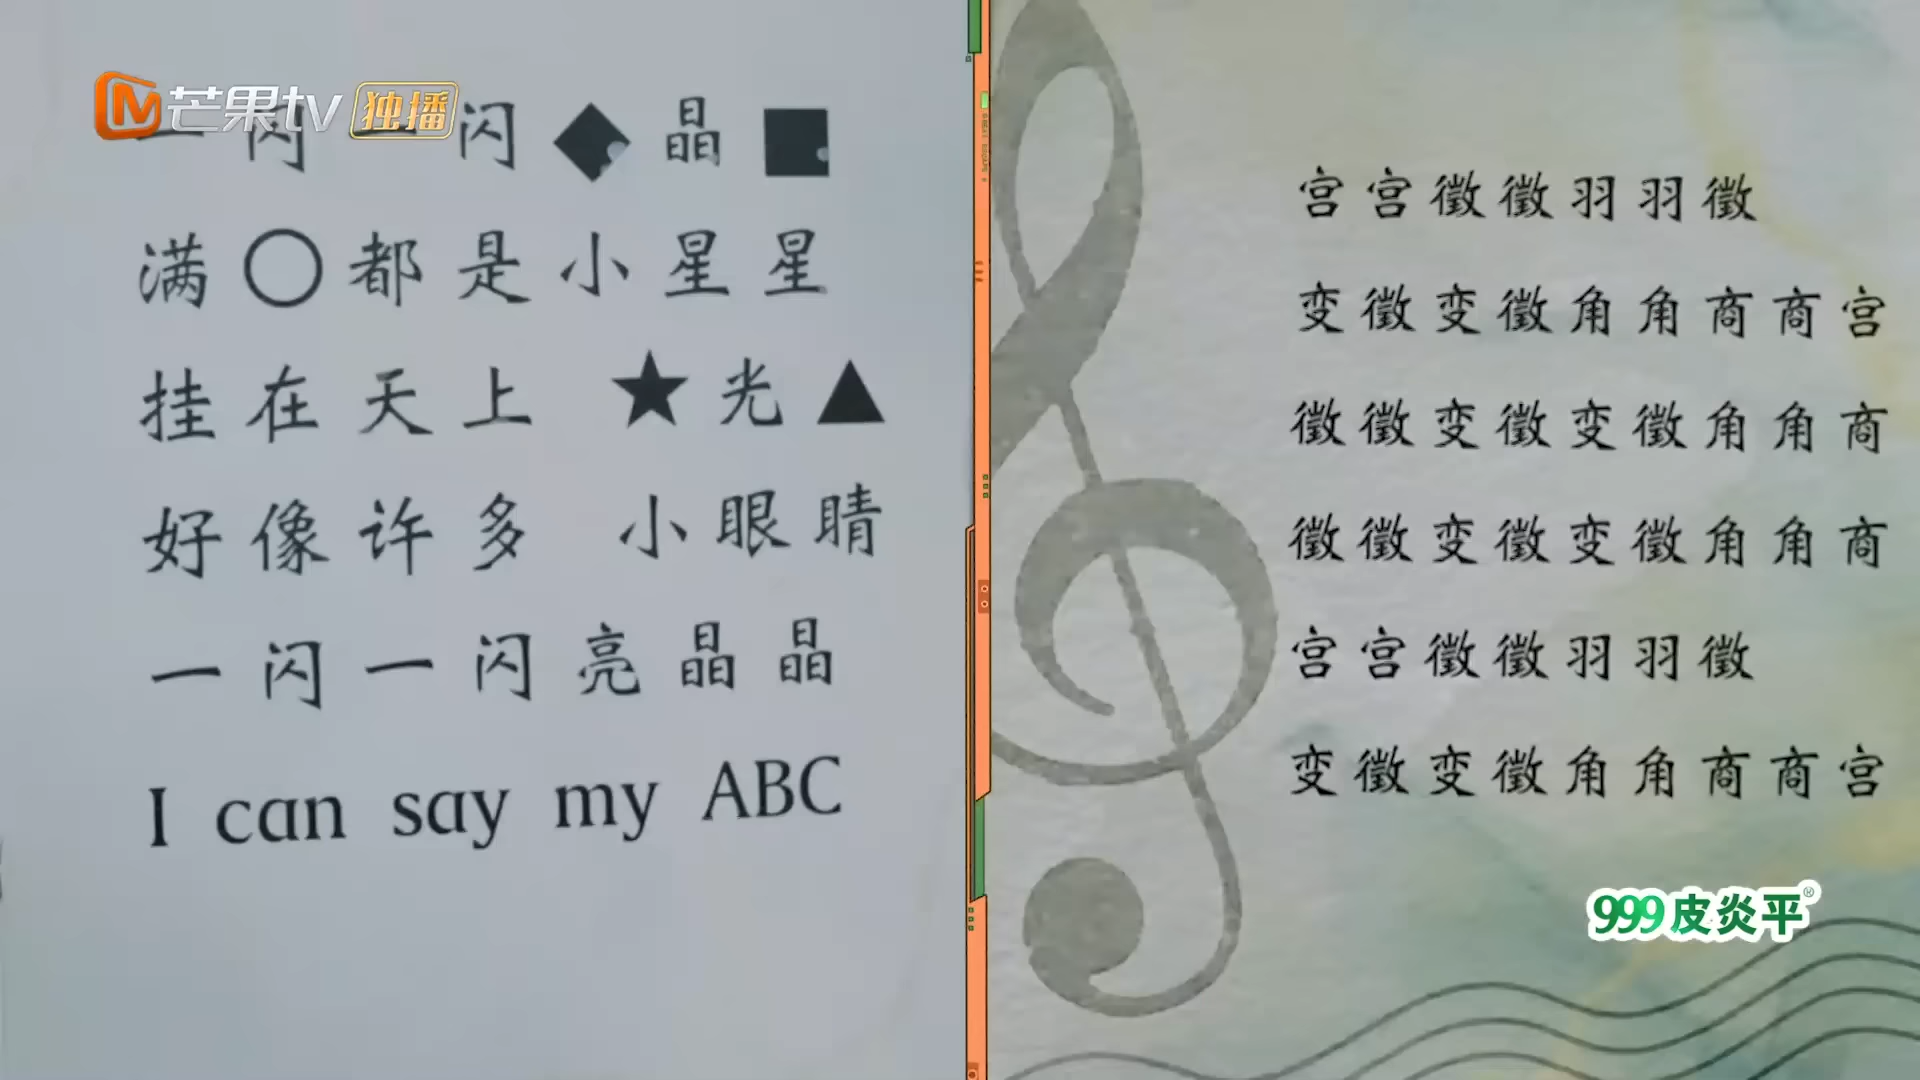 芒果tv 独播
一闪一闪◆晶■
满○都是小星星
挂在天上 ★光▲
好像许多 小眼睛
一闪一闪亮晶晶
I can say my ABC
宫宫徵徵羽羽徵
变徵变徵角角商商宫
徵徵变徵变徵角角商
徵徵变徵变徵角角商
宫宫徵徵羽羽徵
变徵变徵角角商商宫
999皮炎平®